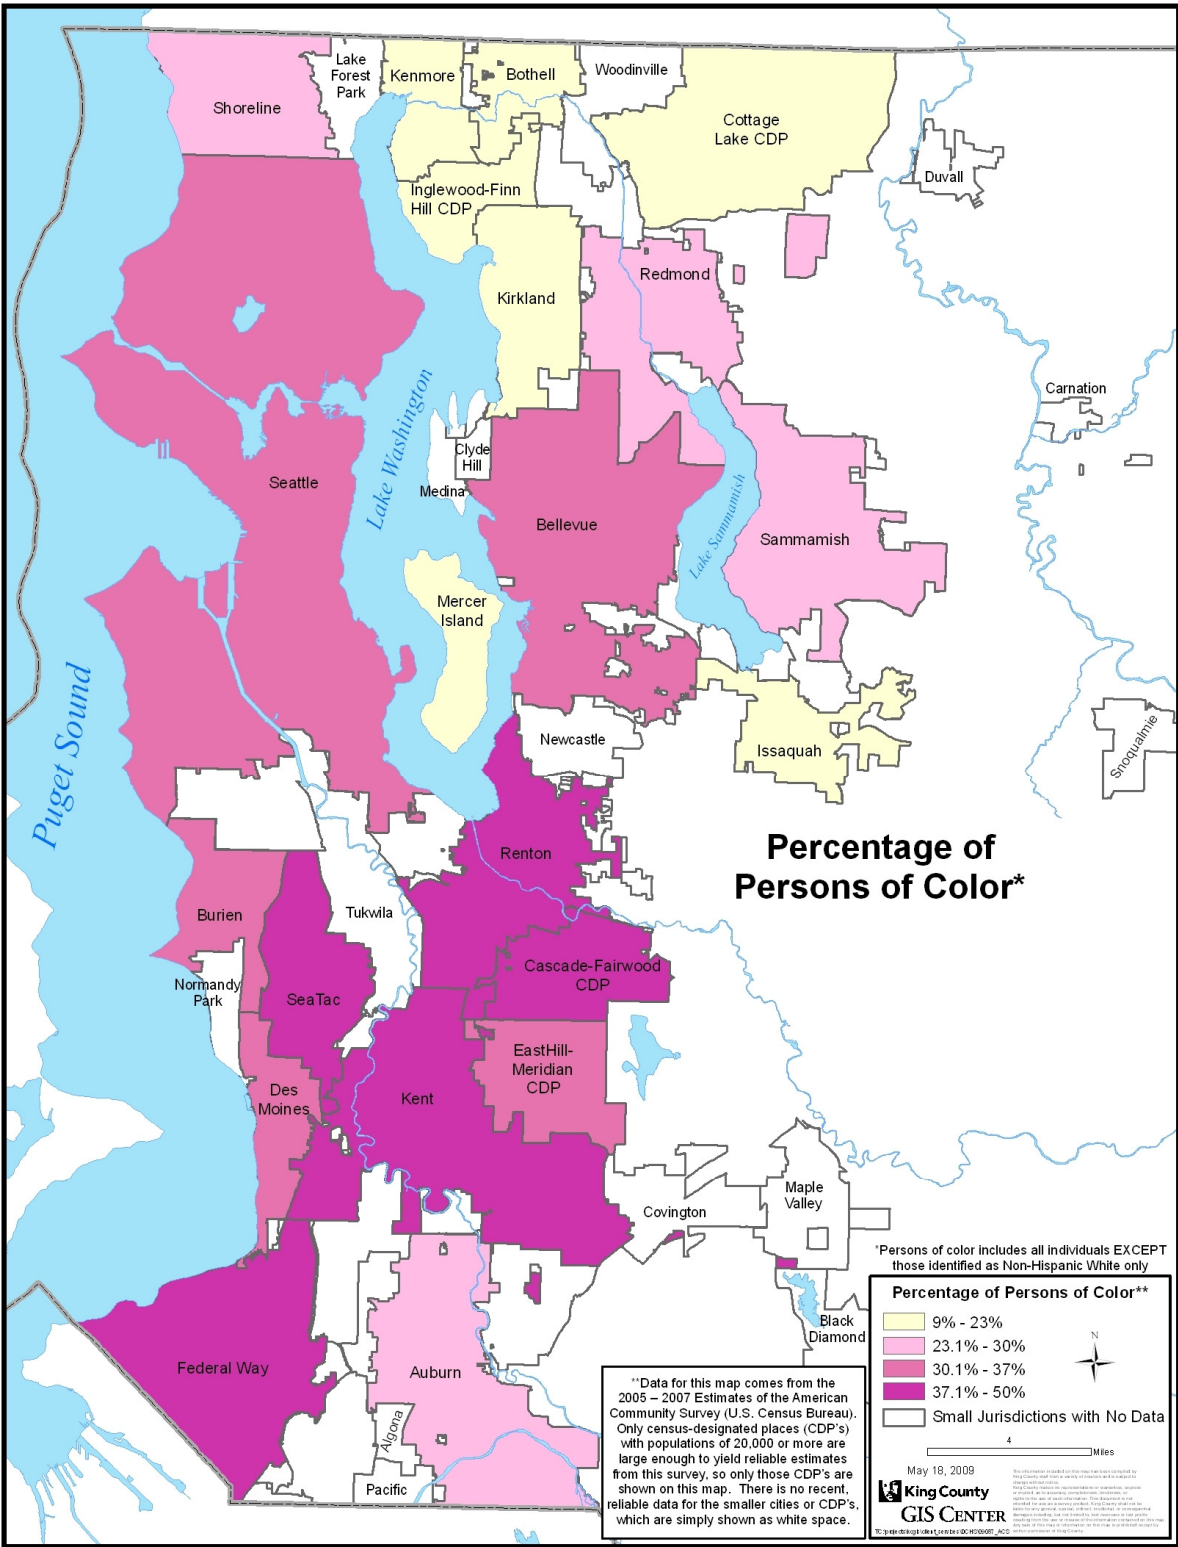 Lake
Forest
Park
Kenmore
Bothell
Woodinville
Shoreline
Cottage
Lake CDP
Duvall
Inglewood-Finn
Hill CDP
Redmond
Kirkland
Carnation
Lake Washington
Clyde
Hill
Medina
Seattle
Bellevue
Lake Sammamish
Sammamish
Mercer
Island
Puget Sound
Newcastle
Issaquah
Snoqualmie
Percentage of
Persons of Color*
Renton
Burien
Tukwila
Cascade-Fairwood
CDP
Normandy
Park
SeaTac
EastHill-
Meridian
CDP
Des
Moines
Kent
Maple
Valley
Covington
Black
Diamond
Federal Way
Auburn
Algona
Pacific
*Persons of color includes all individuals EXCEPT
those identified as Non-Hispanic White only
Percentage of Persons of Color**
9% - 23%
23.1% - 30%
30.1% - 37%
37.1% - 50%
Small Jurisdictions with No Data
N
4
Miles
**Data for this map comes from the
2005 – 2007 Estimates of the American
Community Survey (U.S. Census Bureau).
Only census-designated places (CDP's)
with populations of 20,000 or more are
large enough to yield reliable estimates
from this survey, so only those CDP's are
shown on this map. There is no recent,
reliable data for the smaller cities or CDP's,
which are simply shown as white space.
May 18, 2009
King County
GIS CENTER